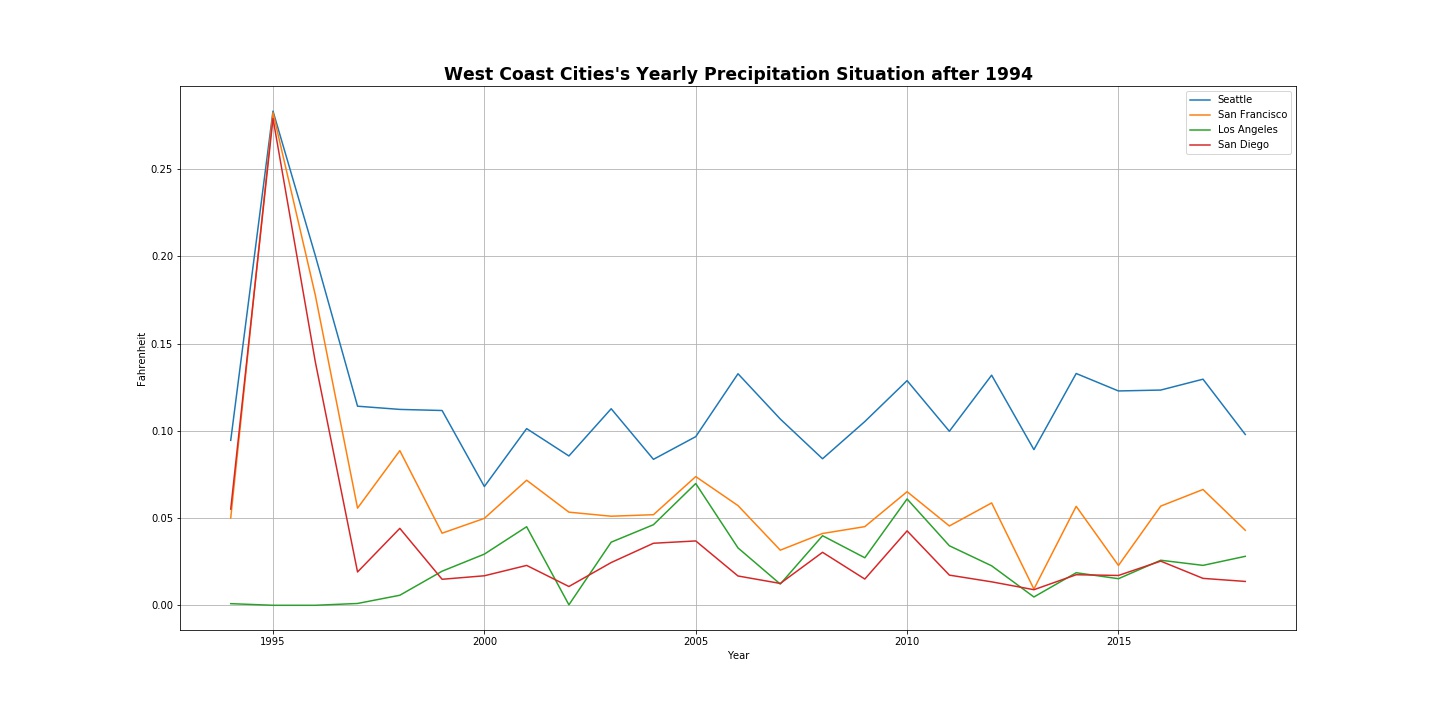 West Coast Cities's Yearly Precipitation Situation after 1994
Seattle
San Francisco
Los Angeles
San Diego
0.25
0.20
0.15
0.10
0.05
0.00
Fahrenheit
1995 2000 2005 2010 2015
Year